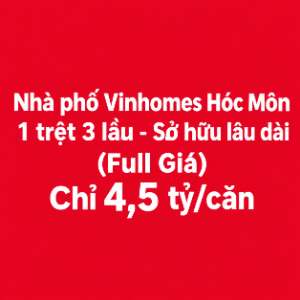 Nhà phố Vinhomes Hóc Môn
1 trệt 3 lầu - Sở hữu lâu dài
(Full Giá)
Chỉ 4,5 tỷ/căn